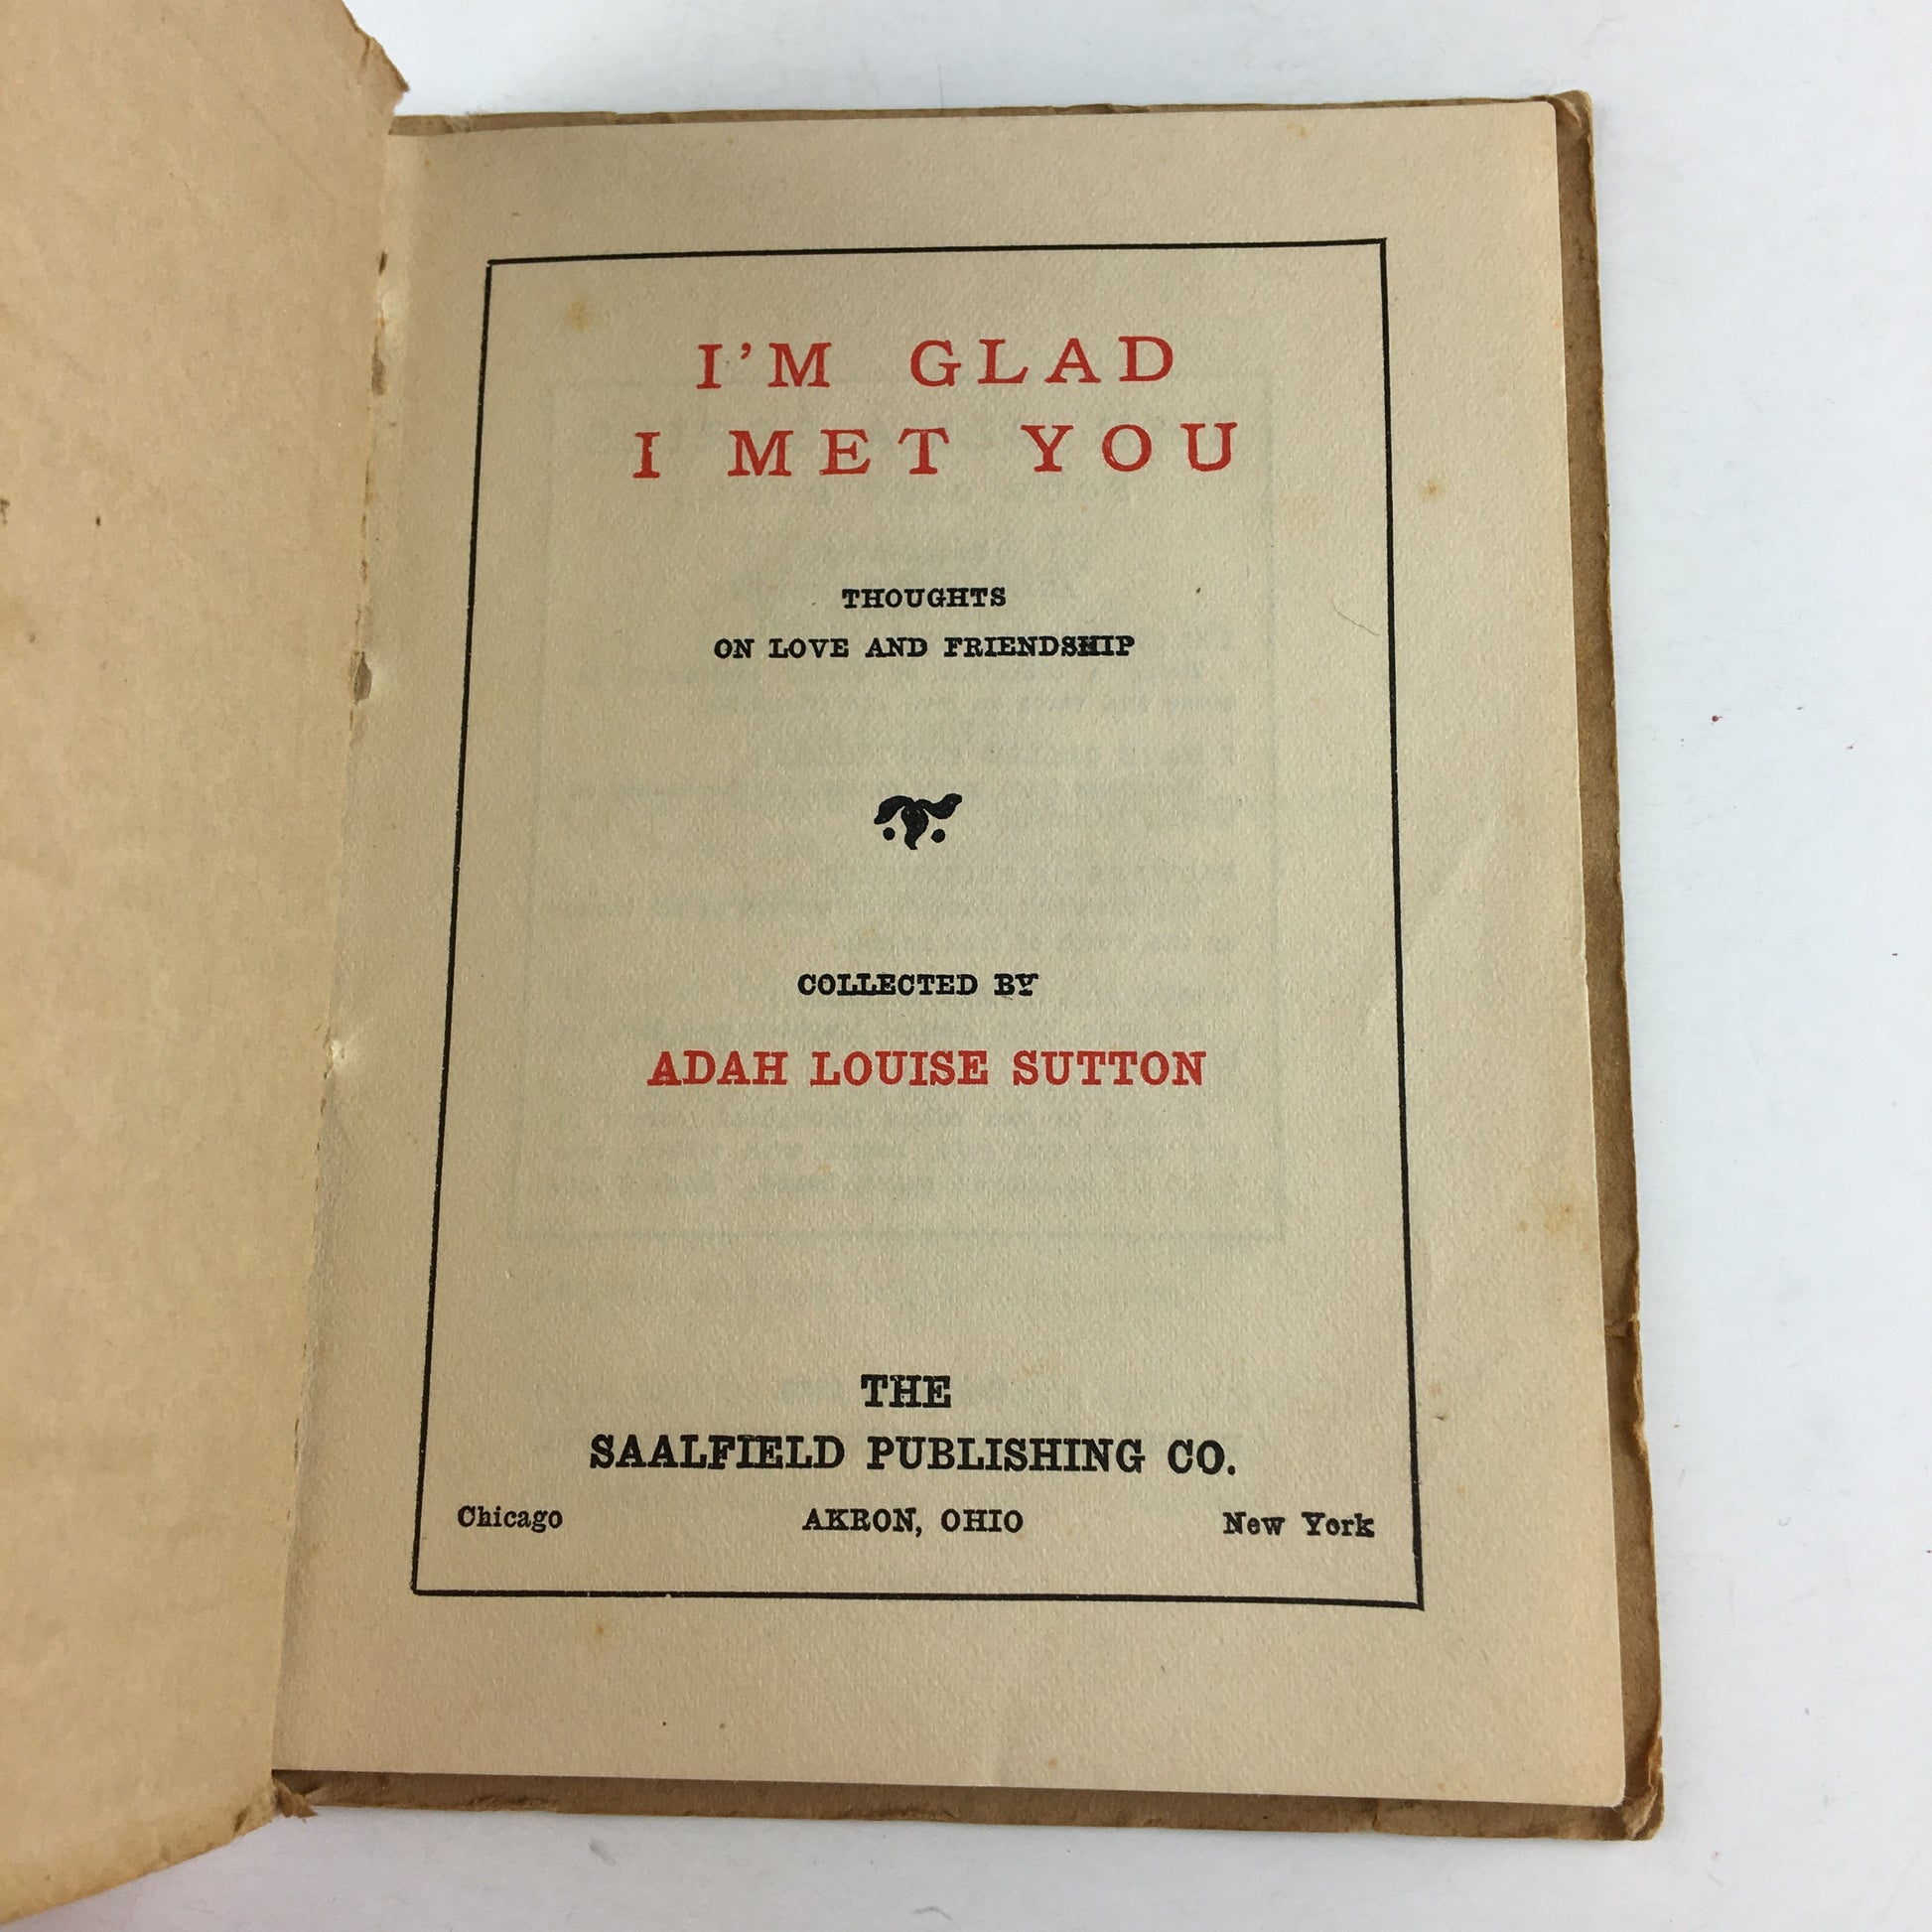 I'M GLAD
I MET YOU
THOUGHTS
ON LOVE AND FRIENDSHIP
COLLECTED BY
ADAH LOUISE SUTTON
THE
SAALFIELD PUBLISHING CO.
Chicago AKRON, OHIO New York